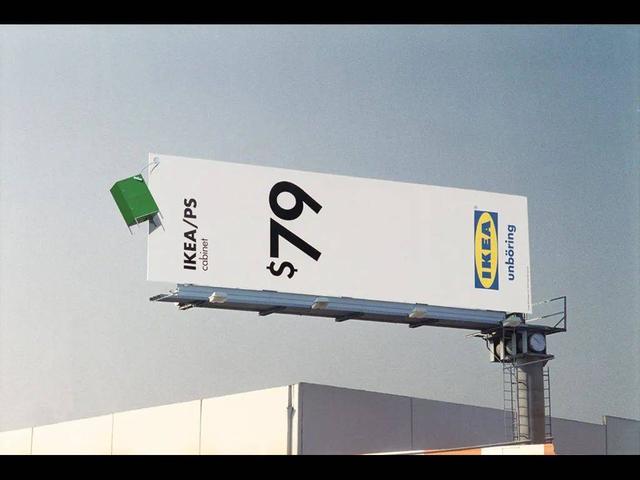 IKEA/PS
cabinet
$79
IKEA
unböring